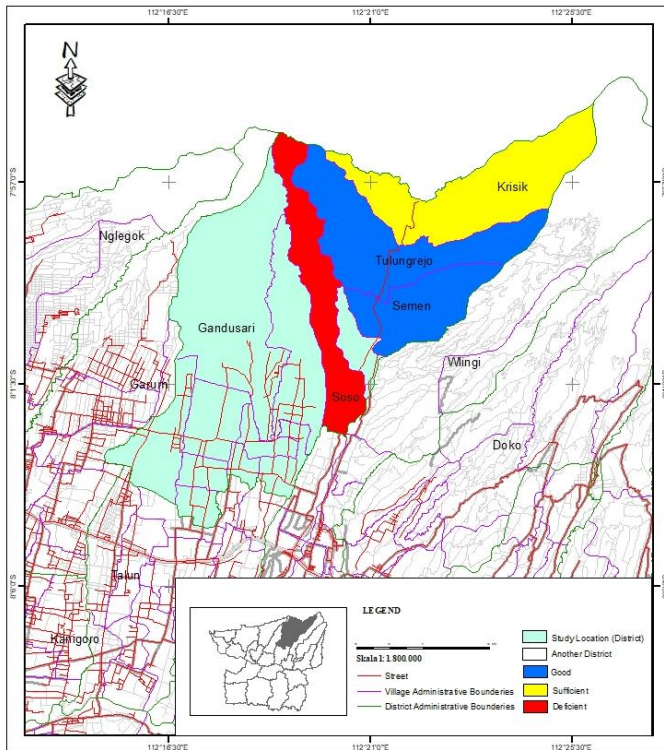 112°16'30"E 112°21'0"E 112°25'30"E
N
7°57'0"S
Krisik
Nglegok
Tulungrejo
Semen
Gandusari
Wlingi
Garum
8°1'30"S
Soso
Doko
8°6'0"S
Talun
Kanigoro
LEGEND
Skala 1: 1.800.000
Street
Village Administrative Bounderies
District Administrative Bounderies
Study Location (District)
Another District
Good
Sufficient
Deficient
112°16'30"E 112°21'0"E 112°25'30"E